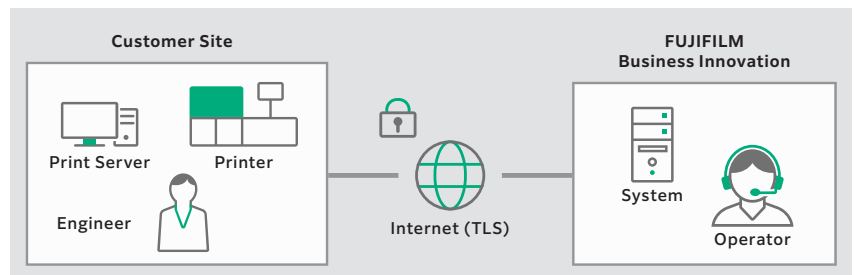 Customer Site
Print Server
Printer
Engineer
Internet (TLS)
FUJIFILM
Business Innovation
System
Operator